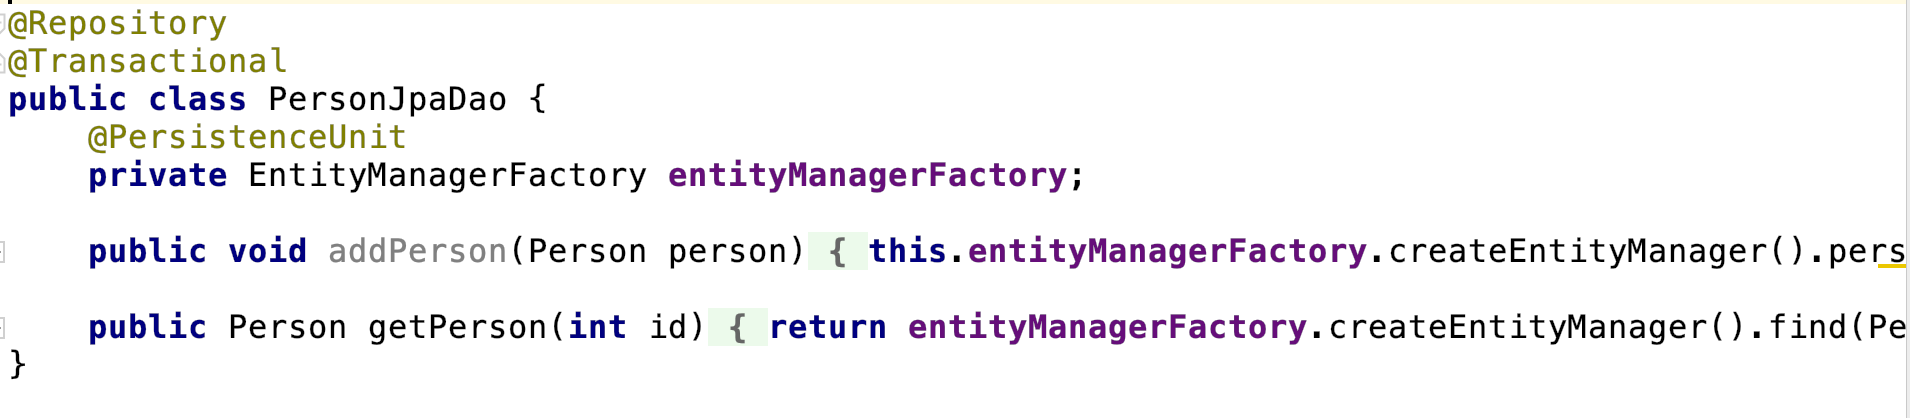 @Repository
@Transactional
public class PersonJpaDao {
@PersistenceUnit
private EntityManagerFactory entityManagerFactory;
public void addPerson(Person person) { this.entityManagerFactory.createEntityManager().pers
public Person getPerson(int id) { return entityManagerFactory.createEntityManager().find(Pe
}